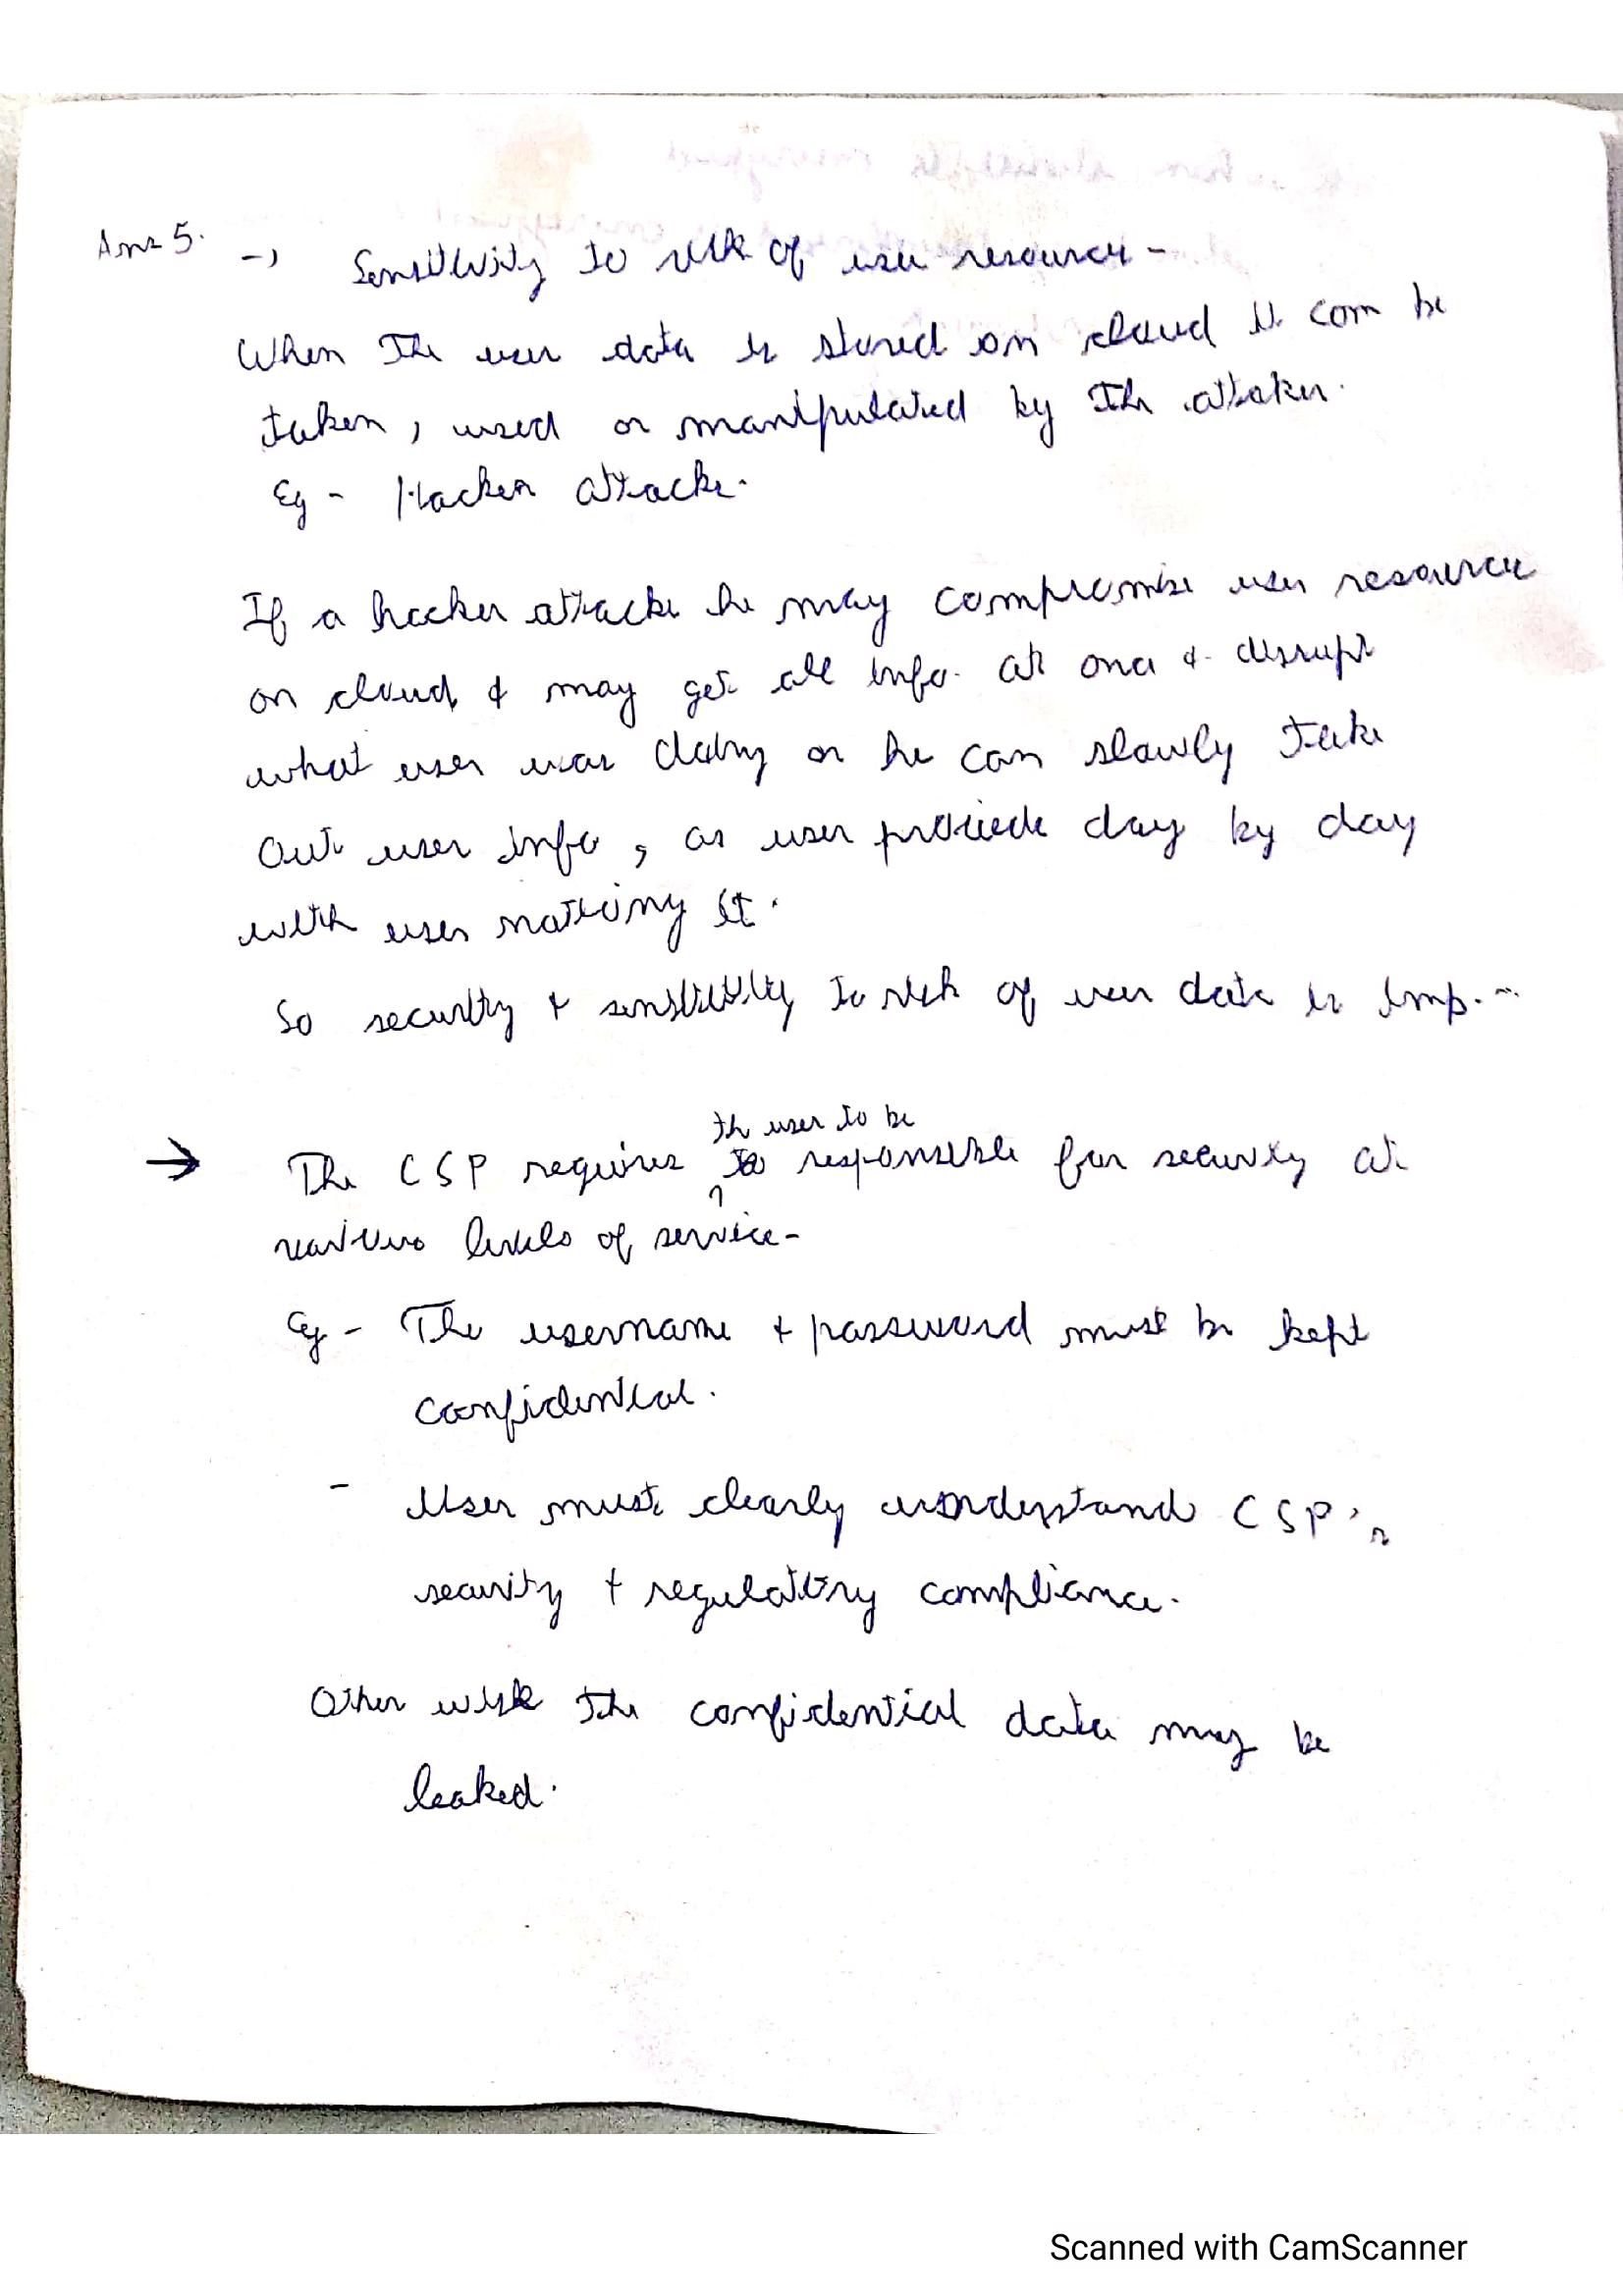 Ans 5. → Sensitivity to risk of user resource -
When the user data is stored on cloud it can be
taken, used or manipulated by the attaker.
Eg - Hacker attacks.
If a hacker attacks he may compromise user resource
on cloud & may get all info. at once & disrupt
what user was doing or he can slowly take
out user info, as user proceede day by day
with user noticing it.
So security & sensitivity to risk of user data is imp.
the user to be
→ The CSP requires responsible for security at
various levels of service-
Eg - The username & password must be kept
confidential.
- User must clearly understand CSP's
security & regulatory compliance.
Other wise the confidential data may be
leaked.
Scanned with CamScanner